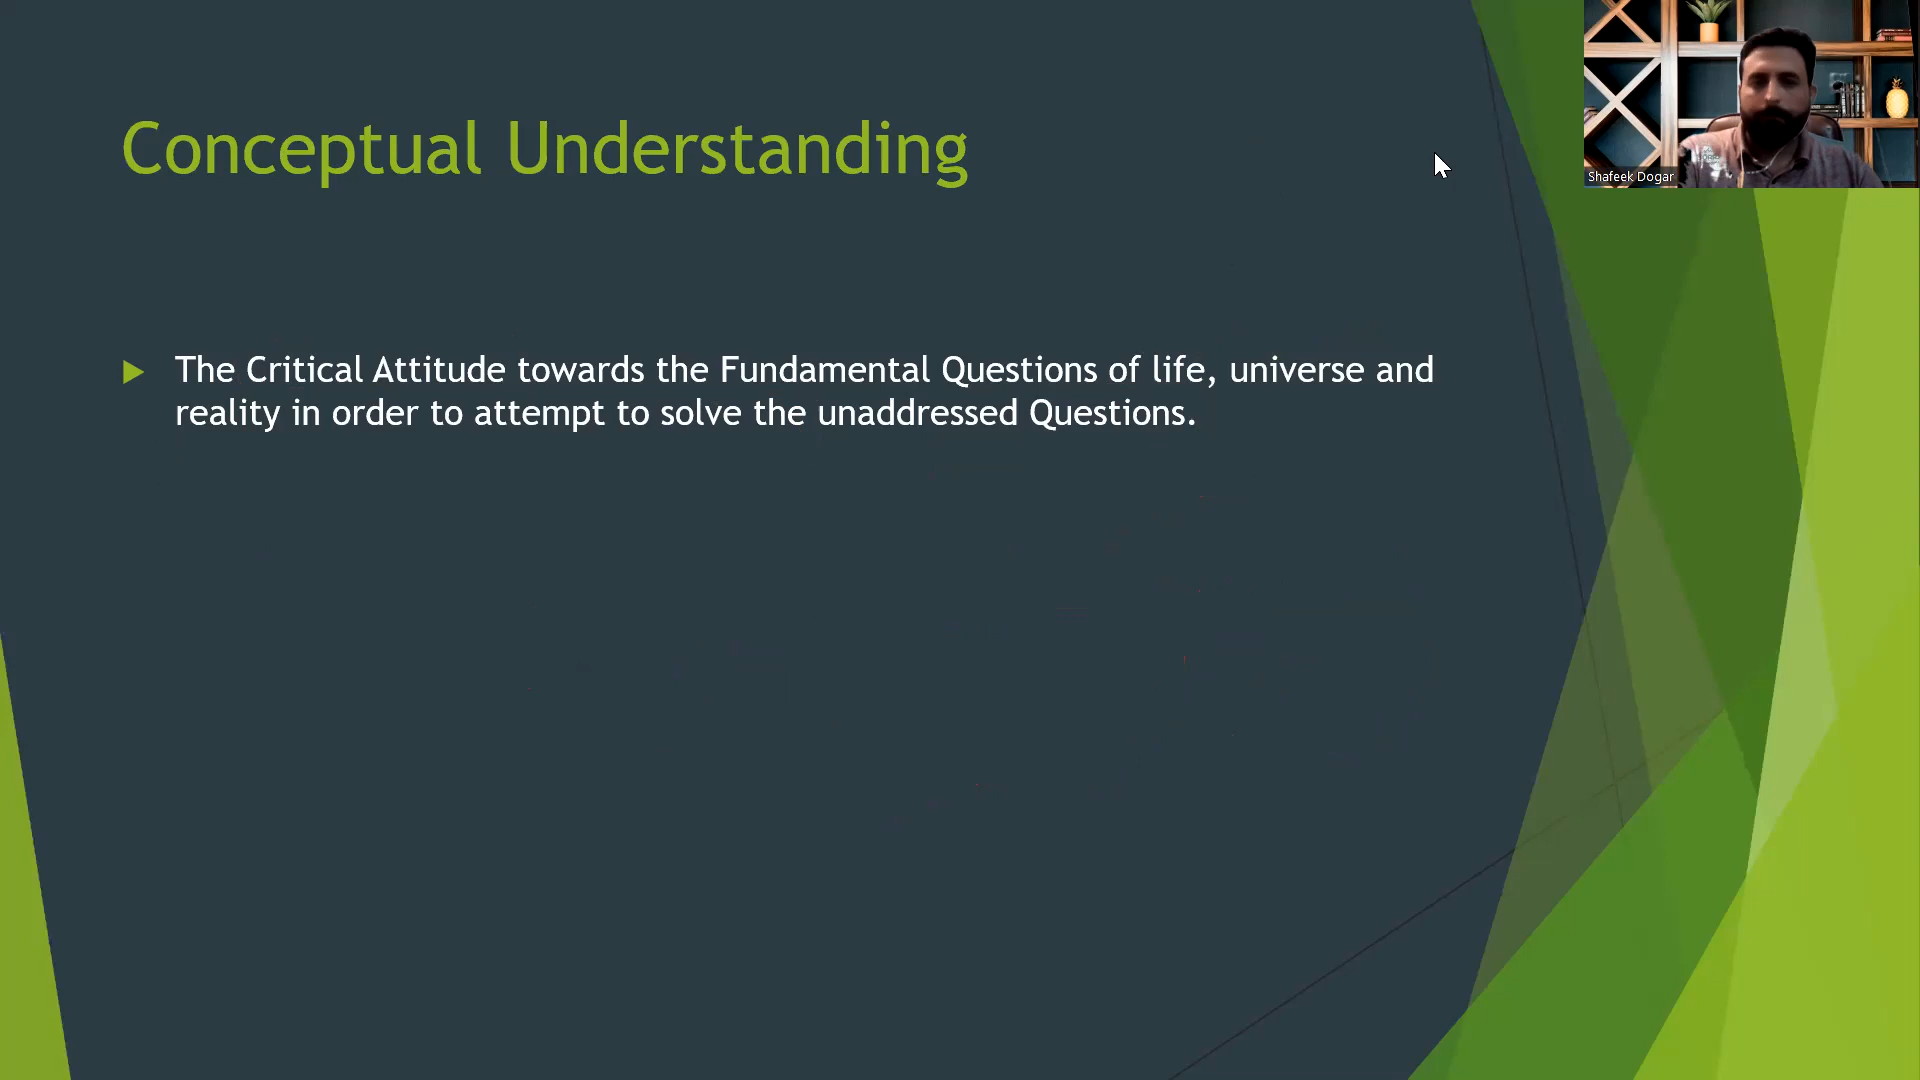 Conceptual Understanding
Shafeek Dogar
The Critical Attitude towards the Fundamental Questions of life, universe and
reality in order to attempt to solve the unaddressed Questions.